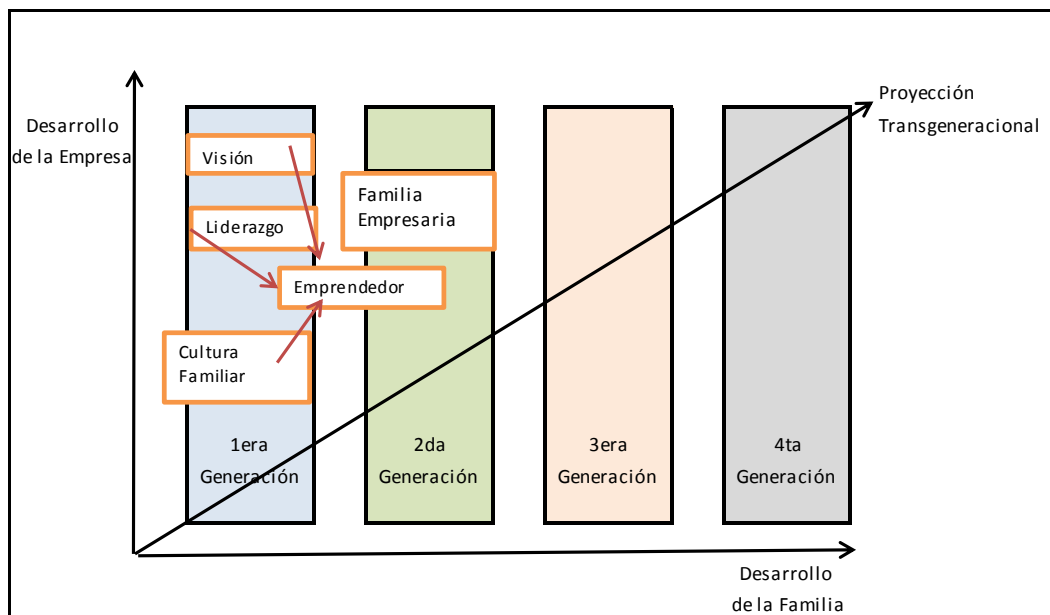 Desarrollo
de la Empresa
Proyección
Transgeneracional
Visión
Liderazgo
Familia
Empresaria
Emprendedor
Cultura
Familiar
1era
Generación
2da
Generación
3era
Generación
4ta
Generación
Desarrollo
de la Familia